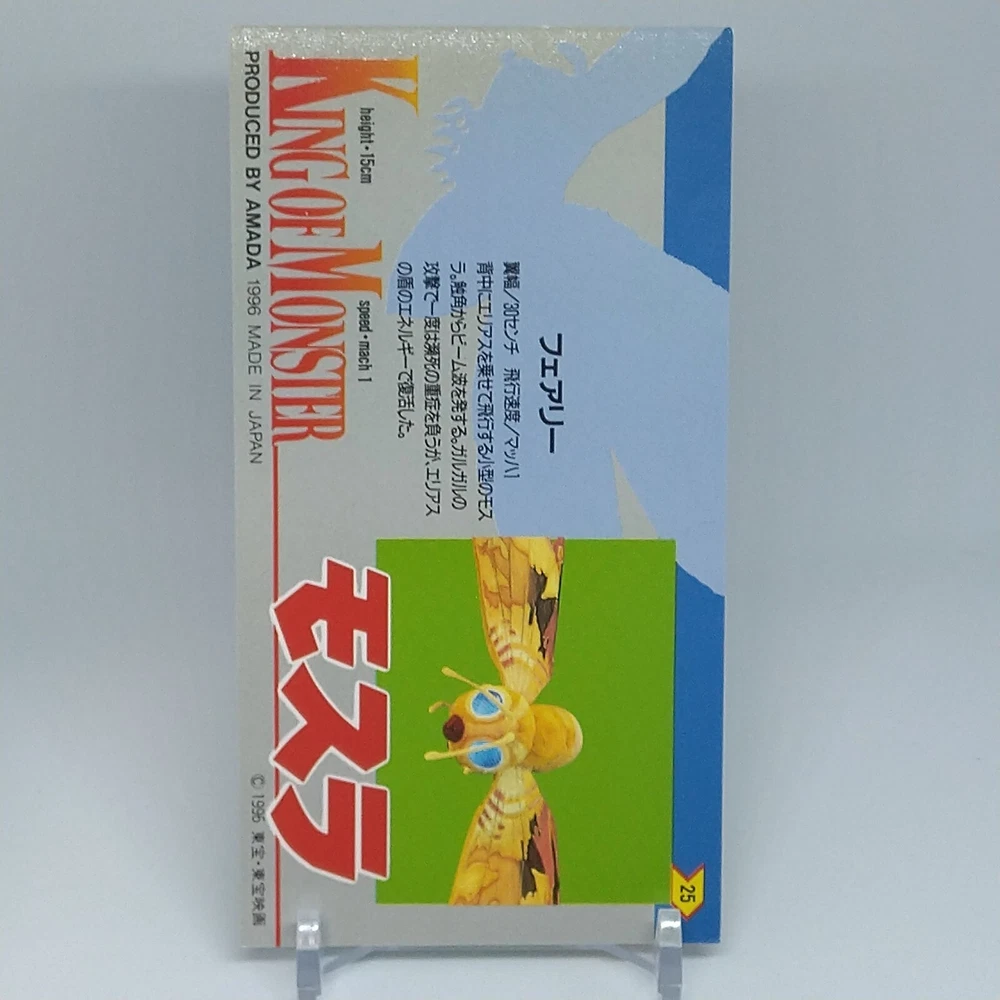 フェアリー
翼幅/30センチ　飛行速度/マッハ1
背中にエリアスを乗せて飛行する小型のモス
ラ。触角からビーム波を発する。ガルガルの
攻撃で一度は瀕死の重症を負うが、エリアス
の盾のエネルギーで復活した。
height・15cm
speed・mach 1
KING OF MONSTER
モスラ
PRODUCED BY AMADA 1996 MADE IN JAPAN
© 1996 東宝・東宝映画
25